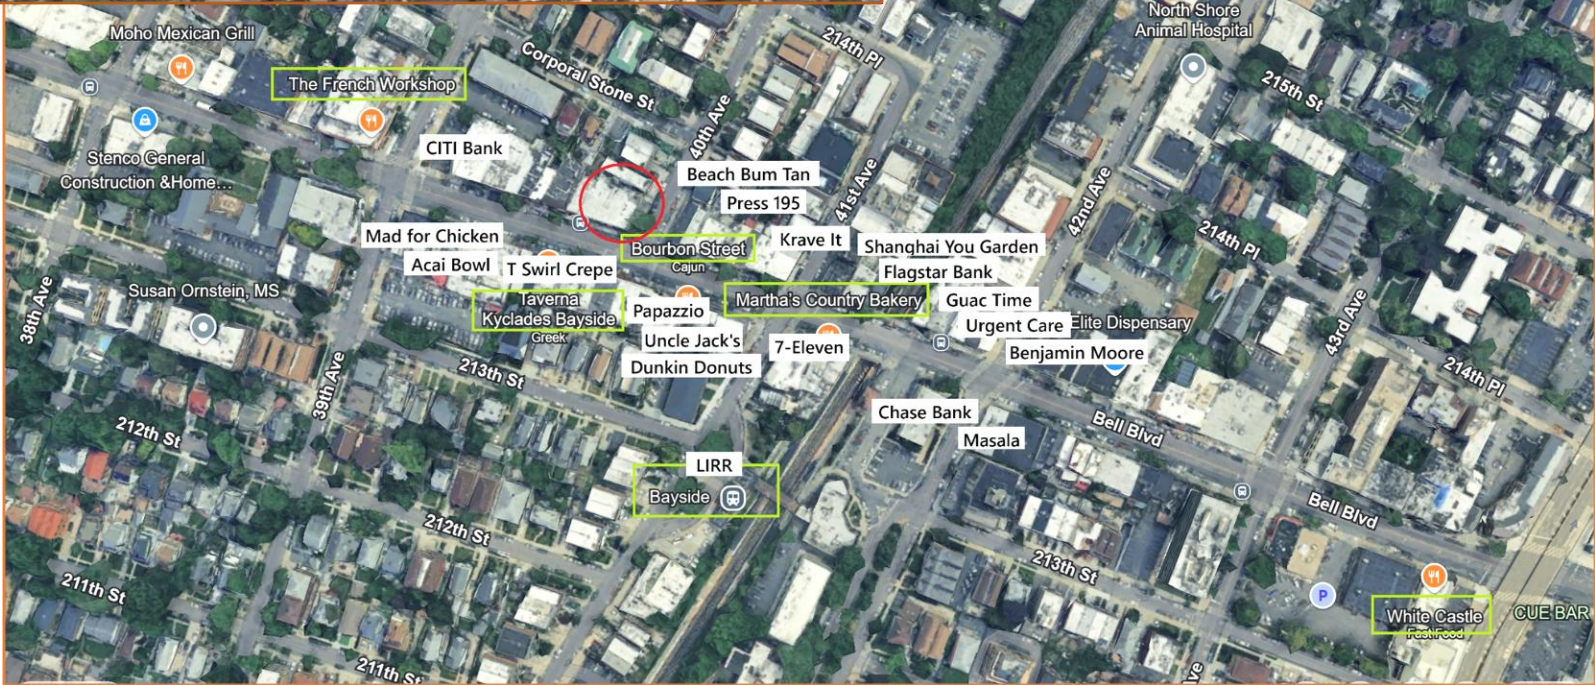 North Shore
Animal Hospital
Moho Mexican Grill
214th Pl
Corporal Stone St
The French Workshop
215th St
40th Ave
CITI Bank
Stenco General
Construction &Home...
Beach Bum Tan
Press 195
41st Ave
42nd Ave
Mad for Chicken
Acai Bowl
T Swirl Crepe
Bourbon Street
Cajun
Krave It
Shanghai You Garden
Flagstar Bank
214th Pl
Susan Ornstein, MS
38th Ave
Taverna
Kyclades Bayside
Greek
Papazzio
Martha's Country Bakery
Guac Time
Urgent Care
Elite Dispensary
43rd Ave
Uncle Jack's
7-Eleven
Benjamin Moore
Dunkin Donuts
213th St
39th Ave
214th Pl
Chase Bank
Masala
Bell Blvd
212th St
LIRR
Bayside
Bell Blvd
212th St
213th St
211th St
P
White Castle
Fast Food
CUE BAR
211th St
Ave